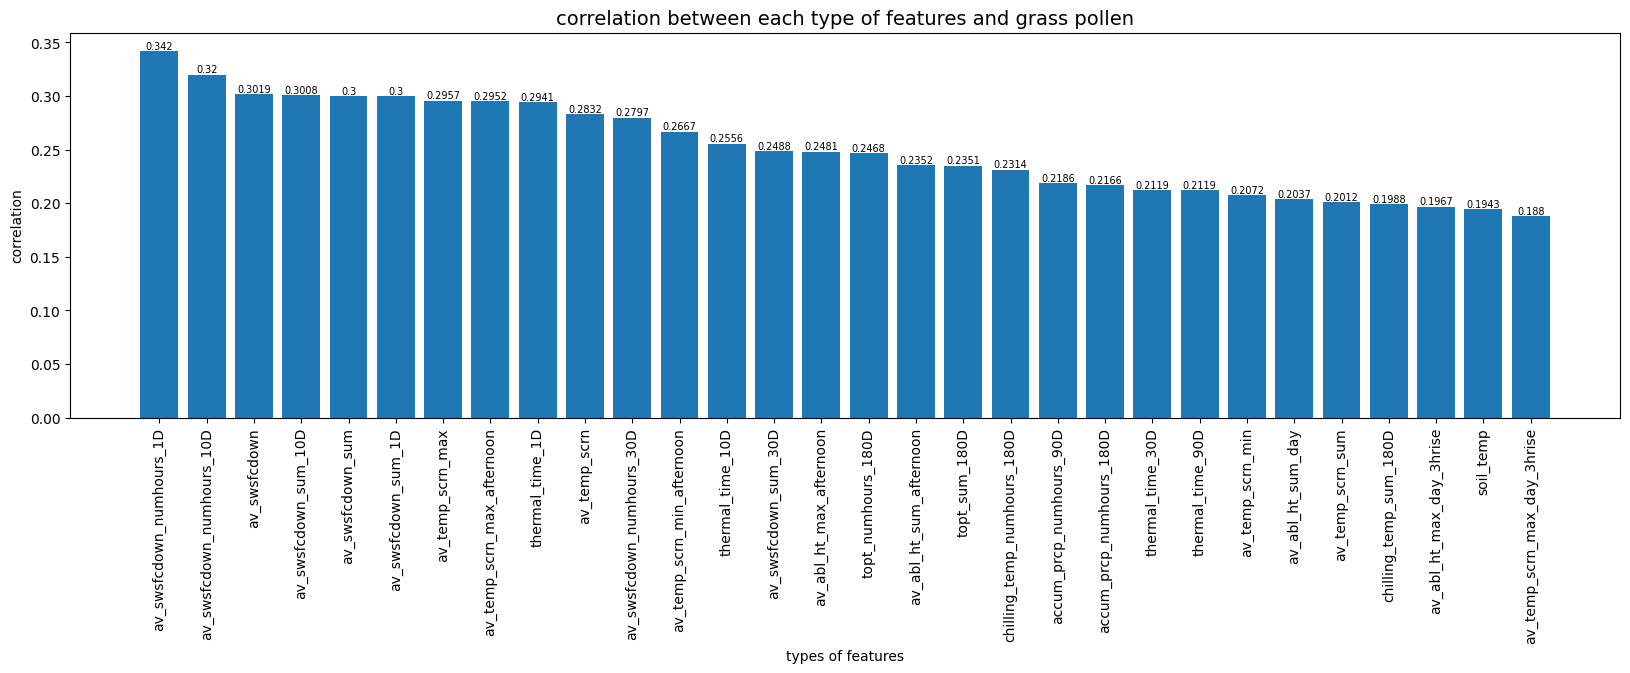 correlation between each type of features and grass pollen
correlation
0.35
0.30
0.25
0.20
0.15
0.10
0.05
0.00
0.342
0.32
0.3019
0.3008
0.3
0.3
0.2957
0.2952
0.2941
0.2832
0.2797
0.2667
0.2556
0.2488
0.2481
0.2468
0.2352
0.2351
0.2314
0.2186
0.2166
0.2119
0.2119
0.2072
0.2037
0.2012
0.1988
0.1967
0.1943
0.188
av_swsfcdown_numhours_1D
av_swsfcdown_numhours_10D
av_swsfcdown
av_swsfcdown_sum_10D
av_swsfcdown_sum
av_swsfcdown_sum_1D
av_temp_scrn_max
av_temp_scrn_max_afternoon
thermal_time_1D
av_temp_scrn
av_swsfcdown_numhours_30D
av_temp_scrn_min_afternoon
thermal_time_10D
av_swsfcdown_sum_30D
av_abl_ht_max_afternoon
topt_numhours_180D
av_abl_ht_sum_afternoon
topt_sum_180D
chilling_temp_numhours_180D
accum_prcp_numhours_90D
accum_prcp_numhours_180D
thermal_time_30D
thermal_time_90D
av_temp_scrn_min
av_abl_ht_sum_day
av_temp_scrn_sum
chilling_temp_sum_180D
av_abl_ht_max_day_3hrise
soil_temp
av_temp_scrn_max_day_3hrise
types of features